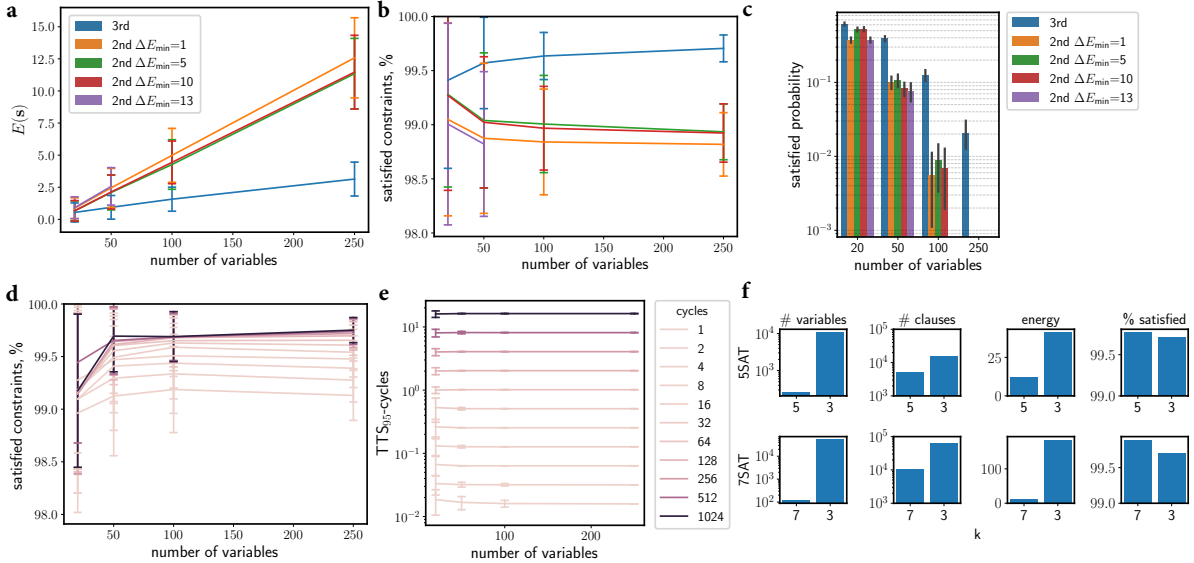 a
15.0
12.5
10.0
7.5
5.0
2.5
0.0
E(s)
50
100
150
200
250
number of variables
3rd
2nd ΔEmin=1
2nd ΔEmin=5
2nd ΔEmin=10
2nd ΔEmin=13
b
100.0
99.5
99.0
98.5
98.0
satisfied constraints, %
50
100
150
200
250
number of variables
c
10⁻¹
10⁻²
10⁻³
satisfied probability
20
50
100
250
number of variables
3rd
2nd ΔEmin=1
2nd ΔEmin=5
2nd ΔEmin=10
2nd ΔEmin=13
d
100.0
99.5
99.0
98.5
98.0
satisfied constraints, %
50
100
150
200
250
number of variables
e
10¹
10⁰
10⁻¹
10⁻²
TTS₉₅-cycles
100
200
number of variables
cycles
1
2
4
8
16
32
64
128
256
512
1024
f
# variables
# clauses
energy
% satisfied
5SAT
10⁴
10³
5 3
10⁵
10⁴
10³
5 3
25
0
5 3
99.5
99.0
5 3
7SAT
10⁴
10³
10²
7 3
10⁵
10⁴
10³
7 3
100
0
7 3
99.5
99.0
7 3
k